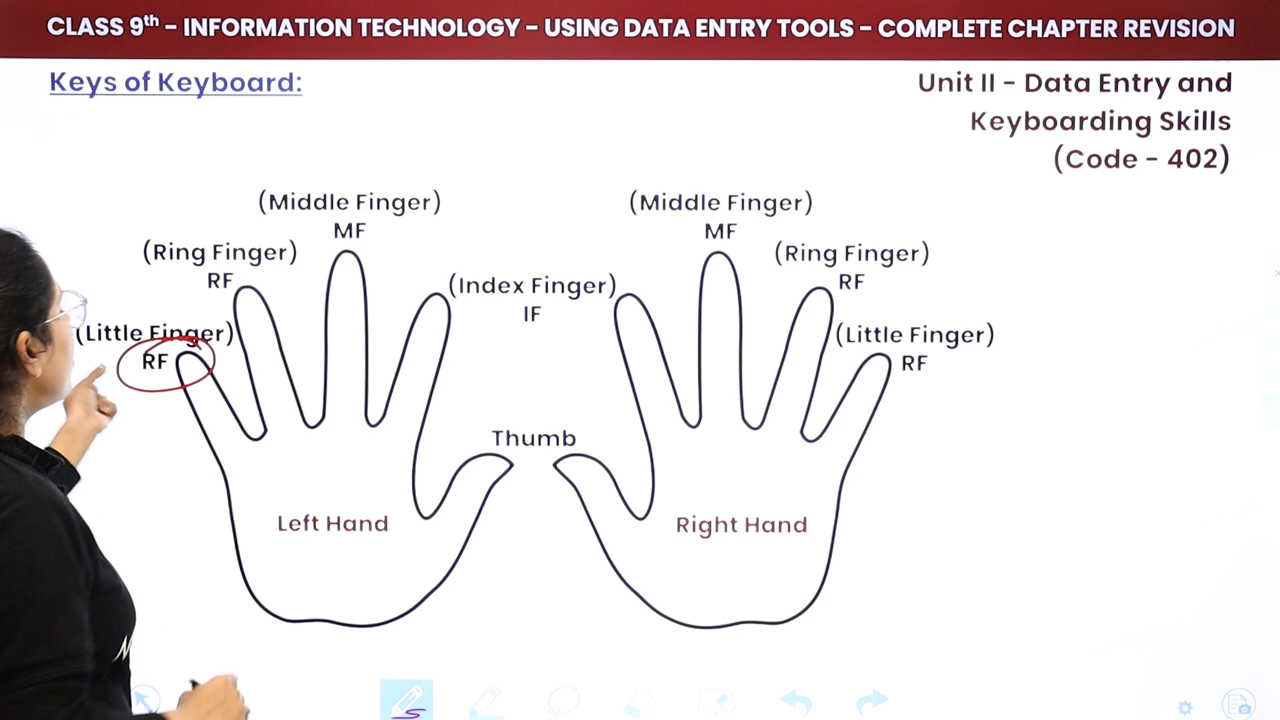 CLASS 9th – INFORMATION TECHNOLOGY – USING DATA ENTRY TOOLS – COMPLETE CHAPTER REVISION
Keys of Keyboard:
Unit II – Data Entry and
Keyboarding Skills
(Code – 402)
(Middle Finger)
MF
(Middle Finger)
MF
(Ring Finger)
RF
(Index Finger)
IF
(Ring Finger)
RF
(Little Finger)
RF
(Little Finger)
RF
Thumb
Left Hand
Right Hand